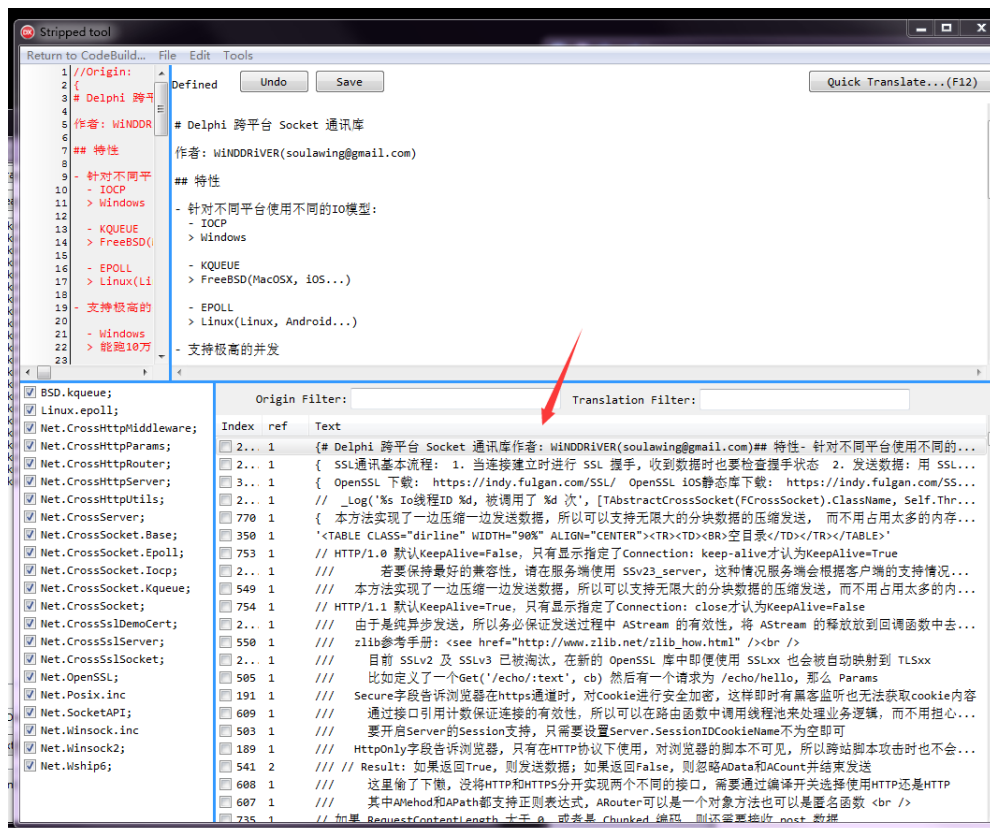 Stripped tool
Return to CodeBuild... File Edit Tools
1 //Origin:
2 {
3 # Delphi 跨平
4
5 作者: WiNDDR
6
7 ## 特性
8
9 - 针对不同平
10 - IOCP
11 > Windows
12
13 - KQUEUE
14 > FreeBSD(
15
16 - EPOLL
17 > Linux(Li
18
19 - 支持极高的
20
21 - Windows
22 > 能跑10万
23
Defined Undo Save Quick Translate...(F12)
# Delphi 跨平台 Socket 通讯库
作者: WiNDDRiVER(soulawing@gmail.com)
## 特性
- 针对不同平台使用不同的IO模型:
- IOCP
> Windows
- KQUEUE
> FreeBSD(MacOSX, iOS...)
- EPOLL
> Linux(Linux, Android...)
- 支持极高的并发
BSD.kqueue;
Linux.epoll;
Net.CrossHttpMiddleware;
Net.CrossHttpParams;
Net.CrossHttpRouter;
Net.CrossHttpServer;
Net.CrossHttpUtils;
Net.CrossServer;
Net.CrossSocket.Base;
Net.CrossSocket.Epoll;
Net.CrossSocket.Iocp;
Net.CrossSocket.Kqueue;
Net.CrossSocket;
Net.CrossSslDemoCert;
Net.CrossSslServer;
Net.CrossSslSocket;
Net.OpenSSL;
Net.Posix.inc
Net.SocketAPI;
Net.Winsock.inc
Net.Winsock2;
Net.Wship6;
Origin Filter: Translation Filter:
Index ref Text
2... 1 {# Delphi 跨平台 Socket 通讯库作者: WiNDDRiVER(soulawing@gmail.com)## 特性- 针对不同平台使用不同的...
2... 1 { SSL通讯基本流程: 1. 当连接建立时进行 SSL 握手, 收到数据时也要检查握手状态 2. 发送数据: 用 SSL...
3... 1 { OpenSSL 下载: https://indy.fulgan.com/SSL/ OpenSSL iOS静态库下载: https://indy.fulgan.com/SS...
2... 1 // _Log('%s Io线程ID %d, 被调用了 %d 次', [TAbstractCrossSocket(FCrossSocket).ClassName, Self.Thr...
770 1 { 本方法实现了一边压缩一边发送数据, 所以可以支持无限大的分块数据的压缩发送, 而不用占用太多的内存...
350 1 '<TABLE CLASS="dirline" WIDTH="90%" ALIGN="CENTER"><TR><TD><BR>空目录</TD></TR></TABLE>'
753 1 // HTTP/1.0 默认KeepAlive=False, 只有显示指定了Connection: keep-alive才认为KeepAlive=True
2... 1 /// 若要保持最好的兼容性, 请在服务端使用 SSv23_server, 这种情况服务端会根据客户端的支持情况...
549 1 /// 本方法实现了一边压缩一边发送数据, 所以可以支持无限大的分块数据的压缩发送, 而不用占用太多的内...
754 1 // HTTP/1.1 默认KeepAlive=True, 只有显示指定了Connection: close才认为KeepAlive=False
2... 1 /// 由于是纯异步发送, 所以务必保证发送过程中 AStream 的有效性, 将 AStream 的释放放到回调函数中去...
550 1 /// zlib参考手册: <see href="http://www.zlib.net/zlib_how.html" /><br />
2... 1 /// 目前 SSLv2 及 SSLv3 已被淘汰, 在新的 OpenSSL 库中即便使用 SSLxx 也会被自动映射到 TLSxx
505 1 /// 比如定义了一个Get('/echo/:text', cb) 然后有一个请求为 /echo/hello, 那么 Params
191 1 /// Secure字段告诉浏览器在https通道时, 对Cookie进行安全加密, 这样即时有黑客监听也无法获取cookie内容
609 1 /// 通过接口引用计数保证连接的有效性, 所以可以在路由函数中调用线程池来处理业务逻辑, 而不用担心...
503 1 /// 要开启Server的Session支持, 只需要设置Server.SessionIDCookieName不为空即可
189 1 /// HttpOnly字段告诉浏览器, 只有在HTTP协议下使用, 对浏览器的脚本不可见, 所以跨站脚本攻击时也不会...
541 2 /// // Result: 如果返回True, 则发送数据; 如果返回False, 则忽略AData和ACount并结束发送
608 1 /// 这里偷了下懒, 没将HTTP和HTTPS分开实现两个不同的接口, 需要通过编译开关选择使用HTTP还是HTTP
607 1 /// 其中AMehod和APath都支持正则表达式, ARouter可以是一个对象方法也可以是匿名函数 <br />
735 1 // 如果 RequestContentLength 大于 0, 或者是 Chunked 编码, 则还需要接收 post 数据